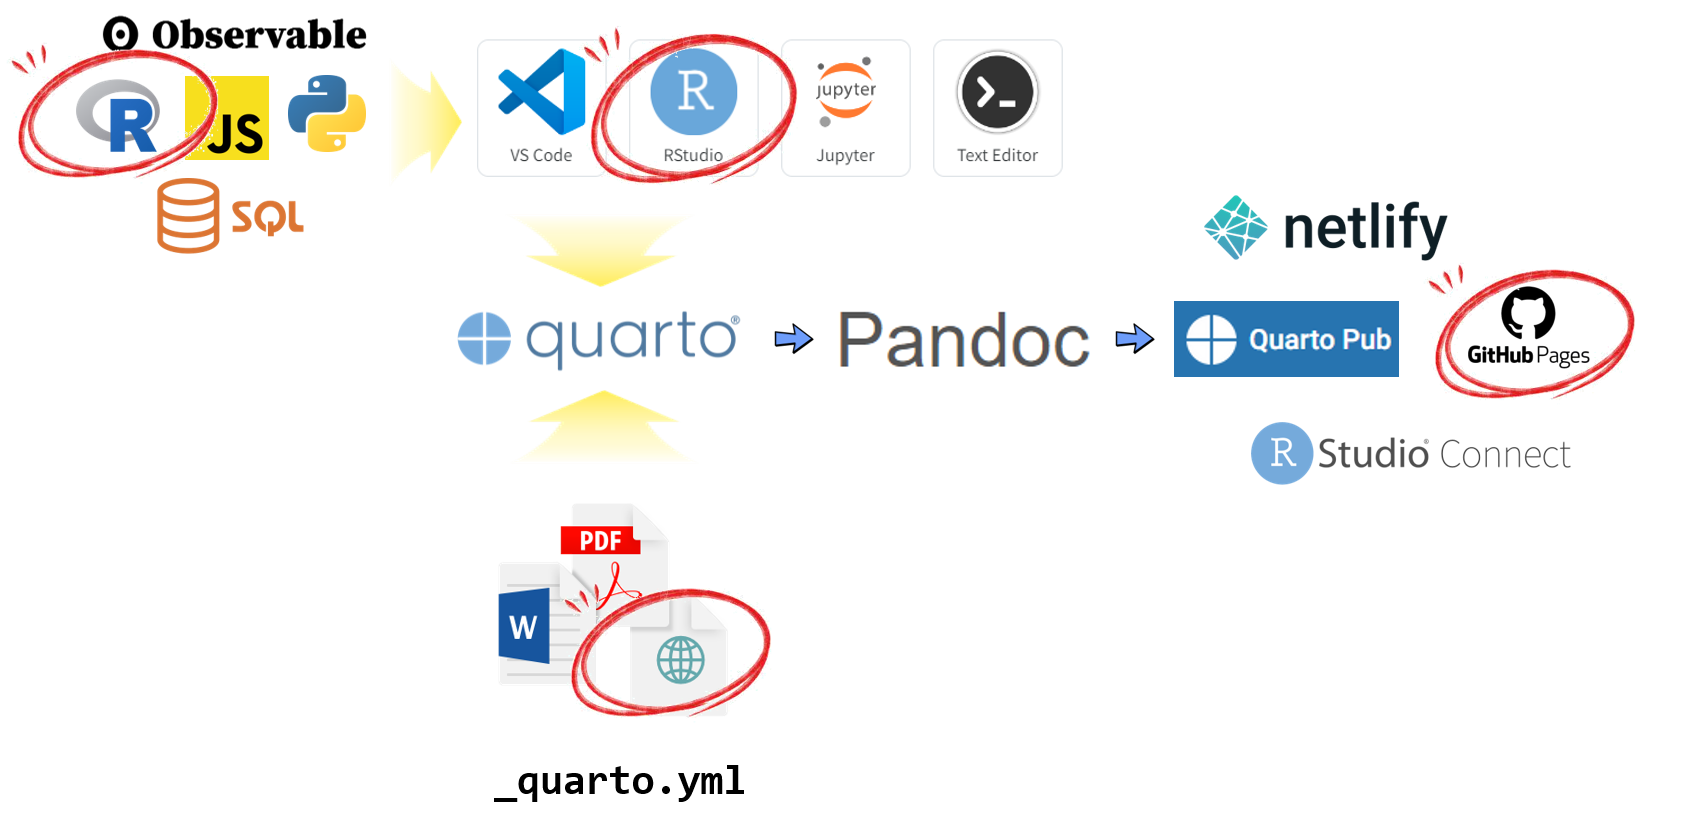 Observable
R
JS
SQL
VS Code
R
RStudio
jupyter
Jupyter
Text Editor
netlify
quarto®
Pandoc
Quarto Pub
GitHub Pages
R Studio® Connect
PDF
W
_quarto.yml